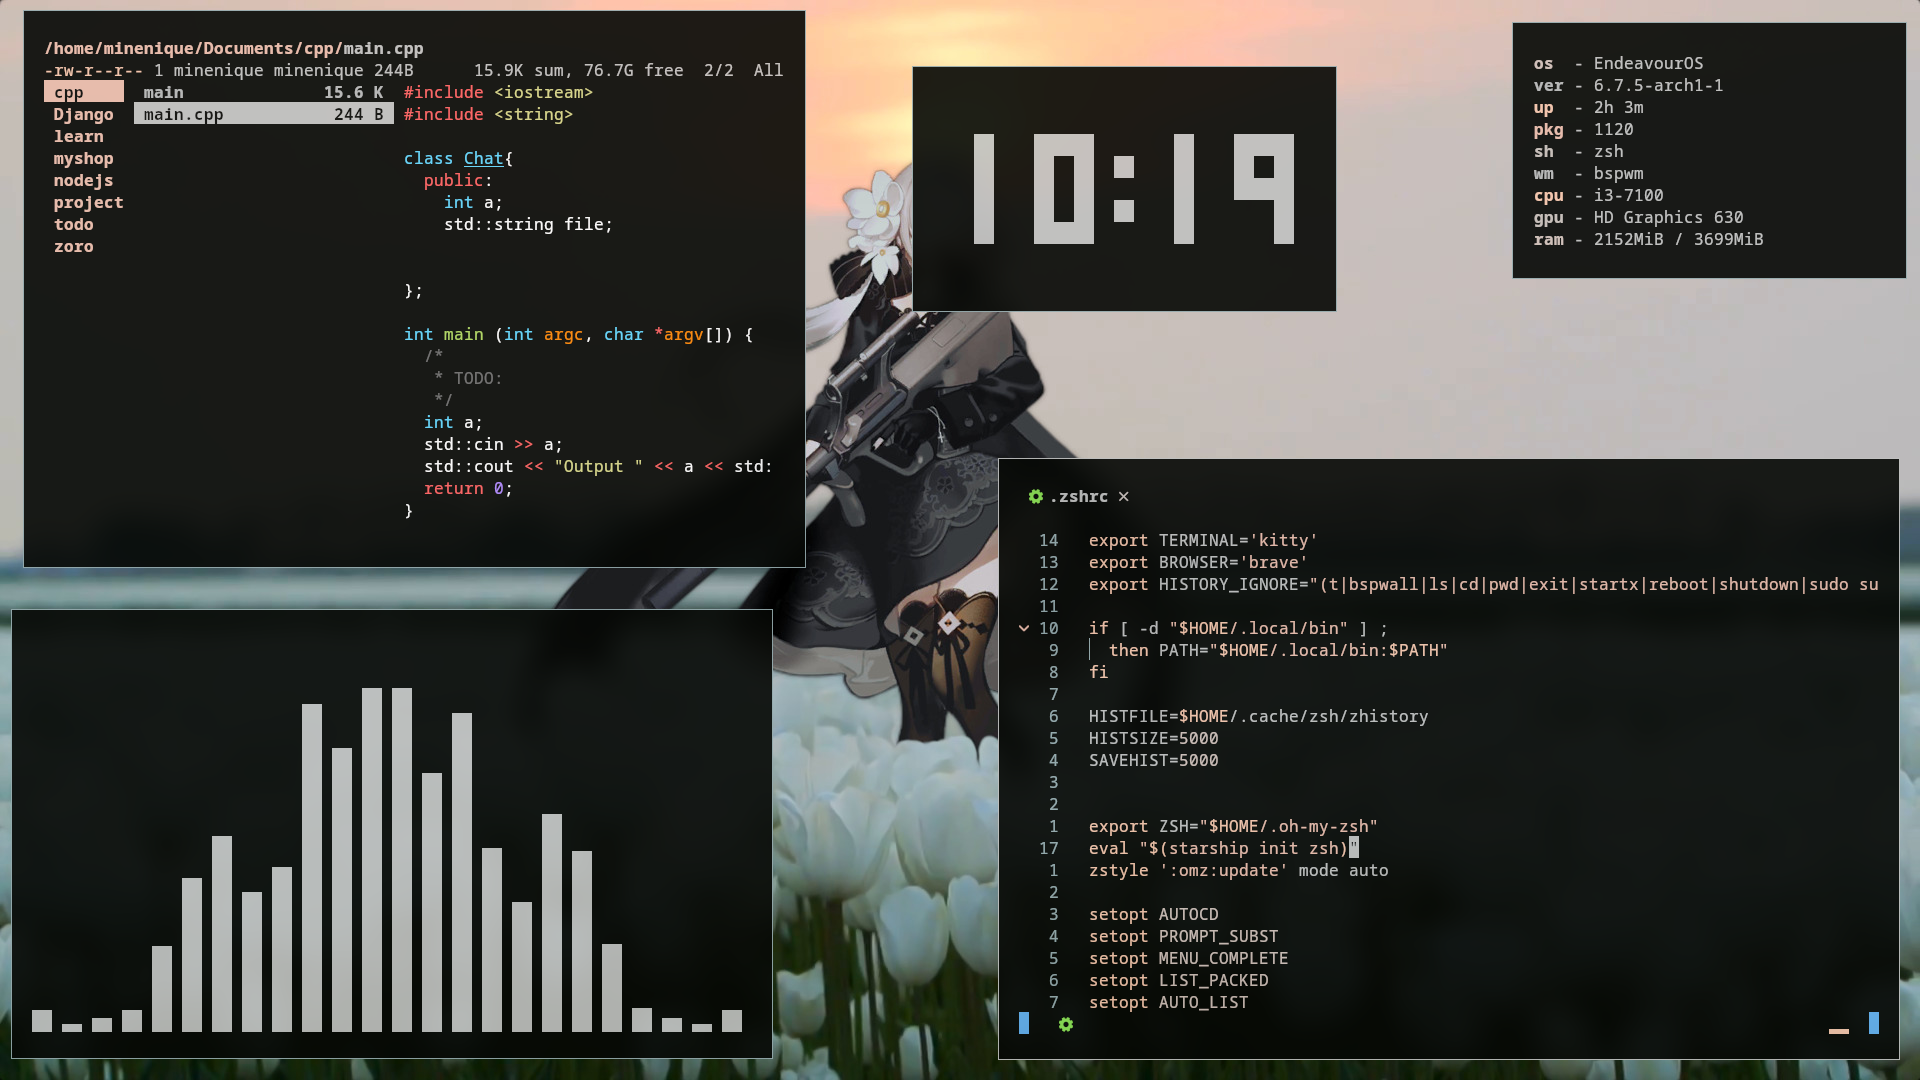 /home/minenique/Documents/cpp/main.cpp
-rw-r--r-- 1 minenique minenique 244B 15.9K sum, 76.7G free 2/2 All
cpp
Django
learn
myshop
nodejs
project
todo
zoro
main 15.6 K
main.cpp 244 B
#include <iostream>
#include <string>
class Chat{
public:
int a;
std::string file;
};
int main (int argc, char *argv[]) {
/*
* TODO:
*/
int a;
std::cin >> a;
std::cout << "Output " << a << std:
return 0;
}
10:19
os - EndeavourOS
ver - 6.7.5-arch1-1
up - 2h 3m
pkg - 1120
sh - zsh
wm - bspwm
cpu - i3-7100
gpu - HD Graphics 630
ram - 2152MiB / 3699MiB
.zshrc ×
14 export TERMINAL='kitty'
13 export BROWSER='brave'
12 export HISTORY_IGNORE="(t|bspwall|ls|cd|pwd|exit|startx|reboot|shutdown|sudo su
11
10 if [ -d "$HOME/.local/bin" ] ;
9 then PATH="$HOME/.local/bin:$PATH"
8 fi
7
6 HISTFILE=$HOME/.cache/zsh/zhistory
5 HISTSIZE=5000
4 SAVEHIST=5000
3
2
1 export ZSH="$HOME/.oh-my-zsh"
17 eval "$(starship init zsh)"
1 zstyle ':omz:update' mode auto
2
3 setopt AUTOCD
4 setopt PROMPT_SUBST
5 setopt MENU_COMPLETE
6 setopt LIST_PACKED
7 setopt AUTO_LIST